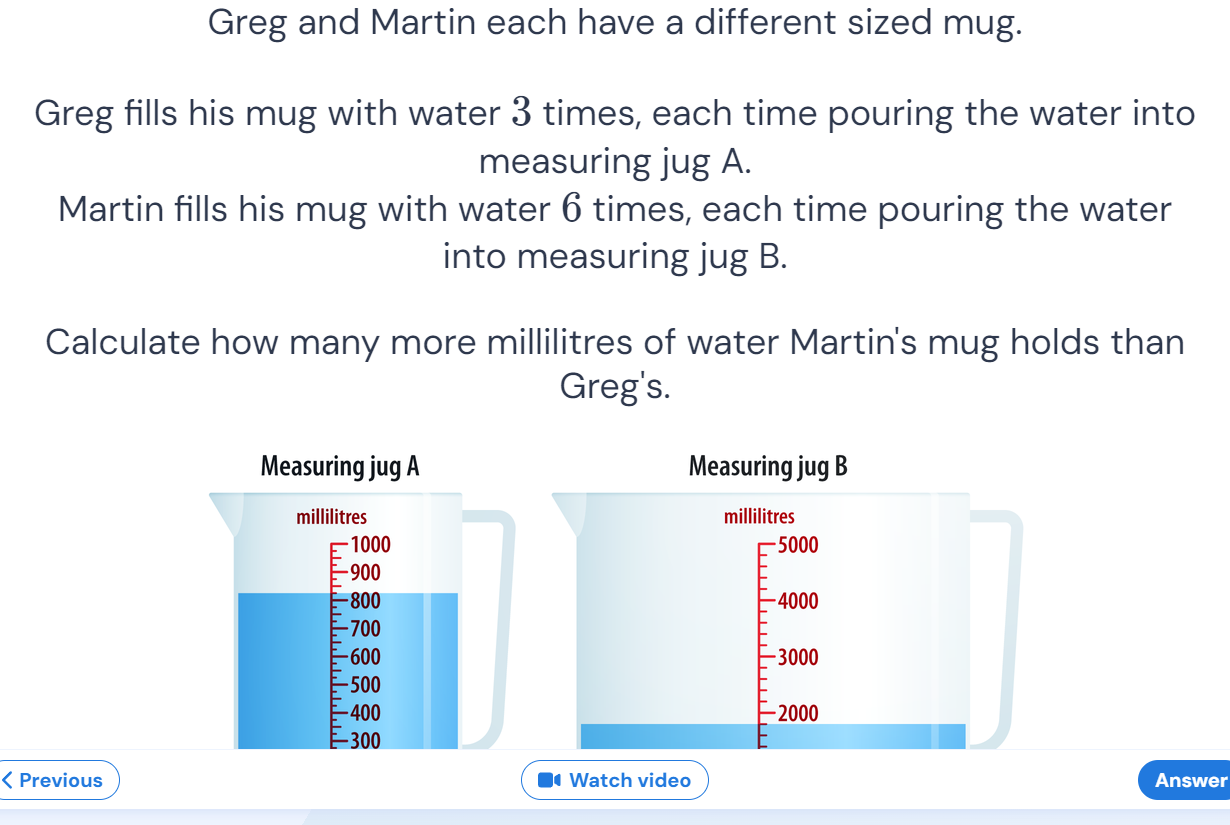 Greg and Martin each have a different sized mug.
Greg fills his mug with water 3 times, each time pouring the water into
measuring jug A.
Martin fills his mug with water 6 times, each time pouring the water
into measuring jug B.
Calculate how many more millilitres of water Martin's mug holds than
Greg's.
Measuring jug A
millilitres
1000
900
800
700
600
500
400
300
Measuring jug B
millilitres
5000
4000
3000
2000
Previous
Watch video
Answer